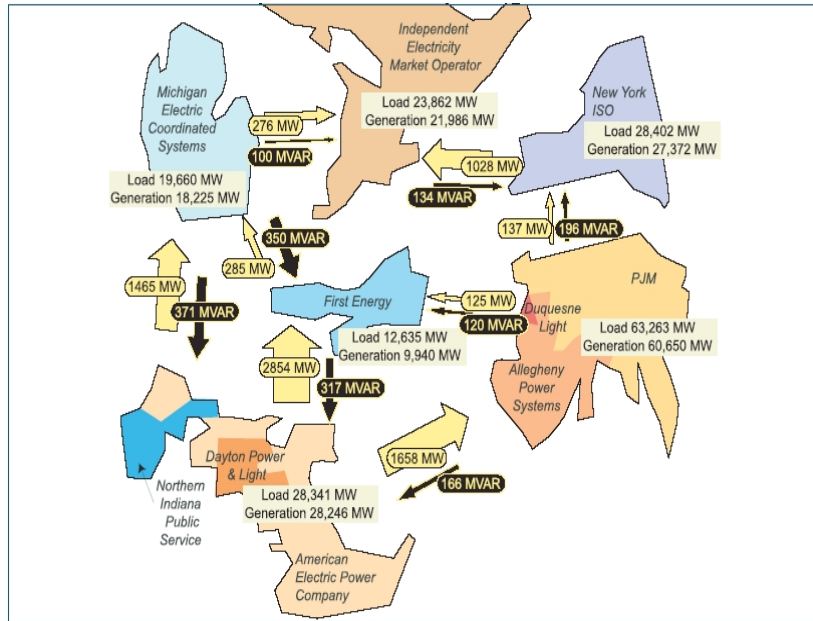 Independent
Electricity
Market Operator
Load 23,862 MW
Generation 21,986 MW
Michigan
Electric
Coordinated
Systems
Load 19,660 MW
Generation 18,225 MW
276 MW
100 MVAR
New York
ISO
Load 28,402 MW
Generation 27,372 MW
1028 MW
134 MVAR
137 MW
196 MVAR
350 MVAR
285 MW
1465 MW
371 MVAR
First Energy
Load 12,635 MW
Generation 9,940 MW
125 MW
120 MVAR
PJM
Duquesne
Light
Load 63,263 MW
Generation 60,650 MW
Allegheny
Power
Systems
2854 MW
317 MVAR
1658 MW
166 MVAR
Dayton Power
& Light
Load 28,341 MW
Generation 28,246 MW
Northern
Indiana
Public
Service
American
Electric Power
Company